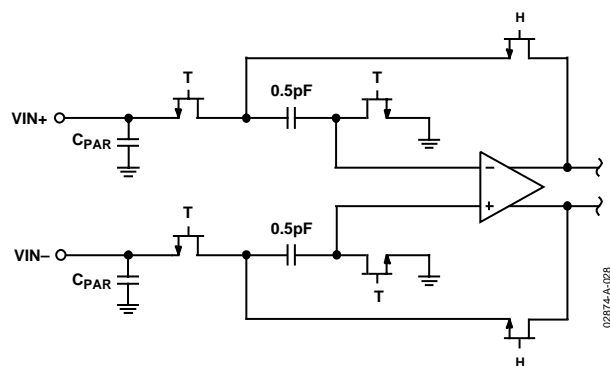 H
T
0.5pF
T
VIN+
CPAR
−
+
T
0.5pF
VIN–
CPAR
T
H
02874-A-028